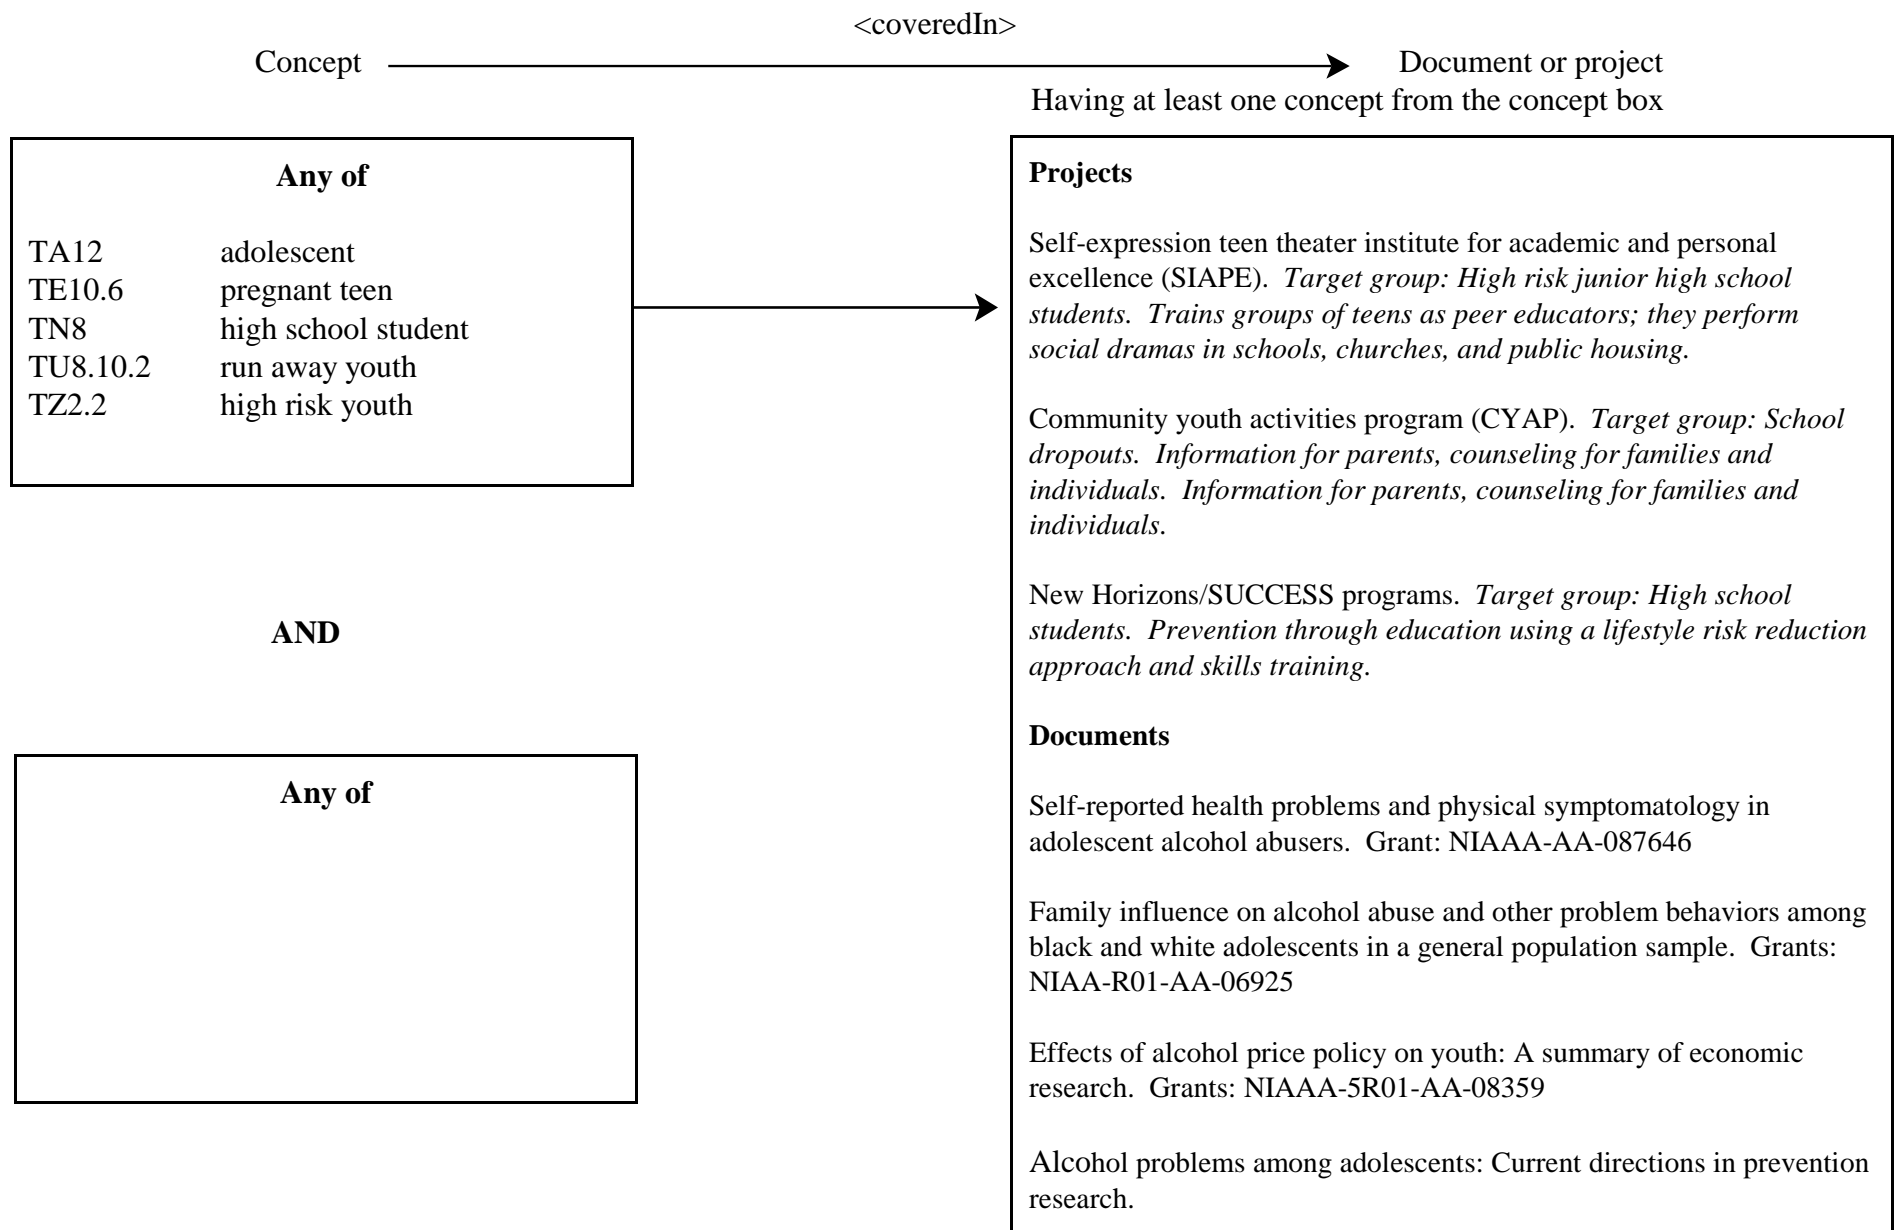 <coveredIn>
Concept
Document or project
Having at least one concept from the concept box
Any of
TA12 adolescent
TE10.6 pregnant teen
TN8 high school student
TU8.10.2 run away youth
TZ2.2 high risk youth
AND
Any of
Projects
Self-expression teen theater institute for academic and personal
excellence (SIAPE). Target group: High risk junior high school
students. Trains groups of teens as peer educators; they perform
social dramas in schools, churches, and public housing.
Community youth activities program (CYAP). Target group: School
dropouts. Information for parents, counseling for families and
individuals. Information for parents, counseling for families and
individuals.
New Horizons/SUCCESS programs. Target group: High school
students. Prevention through education using a lifestyle risk reduction
approach and skills training.
Documents
Self-reported health problems and physical symptomatology in
adolescent alcohol abusers. Grant: NIAAA-AA-087646
Family influence on alcohol abuse and other problem behaviors among
black and white adolescents in a general population sample. Grants:
NIAA-R01-AA-06925
Effects of alcohol price policy on youth: A summary of economic
research. Grants: NIAAA-5R01-AA-08359
Alcohol problems among adolescents: Current directions in prevention
research.